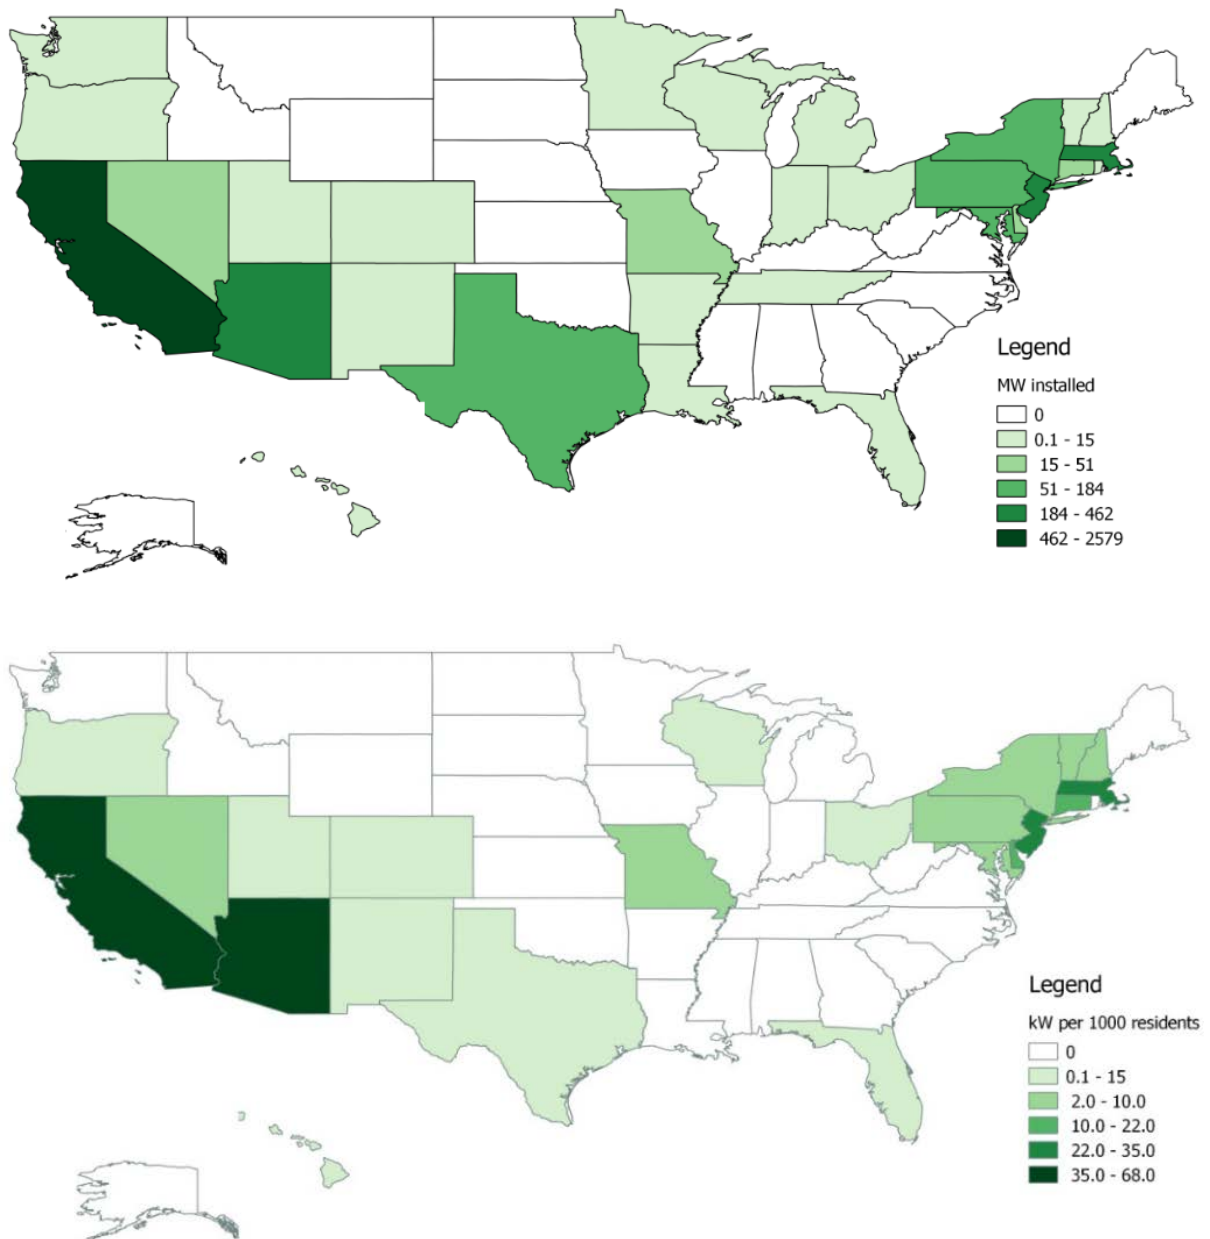 Legend
MW installed
0
0.1 - 15
15 - 51
51 - 184
184 - 462
462 - 2579
Legend
kW per 1000 residents
0
0.1 - 15
2.0 - 10.0
10.0 - 22.0
22.0 - 35.0
35.0 - 68.0